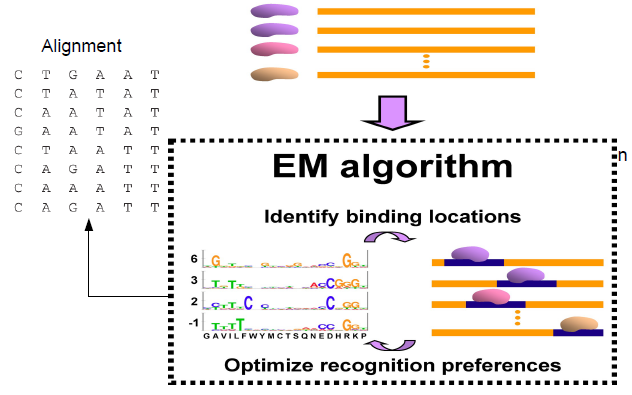 Alignment
C T G A A T
C T A T A T
C A A T A T
G A A T A T
C T A A T T
C A G A T T
C A A A T T
C A G A T T
n
EM algorithm
Identify binding locations
6
3
2
-1
G A V I L F W Y M C T S Q N E D H R K P
Optimize recognition preferences